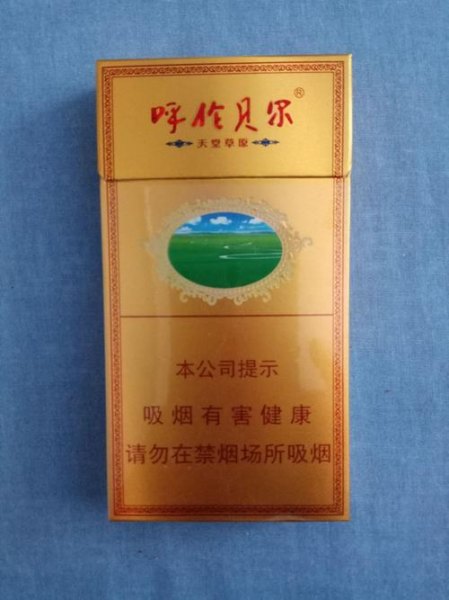 呼伦贝尔®
天堂草原
本公司提示
吸烟有害健康
请勿在禁烟场所吸烟